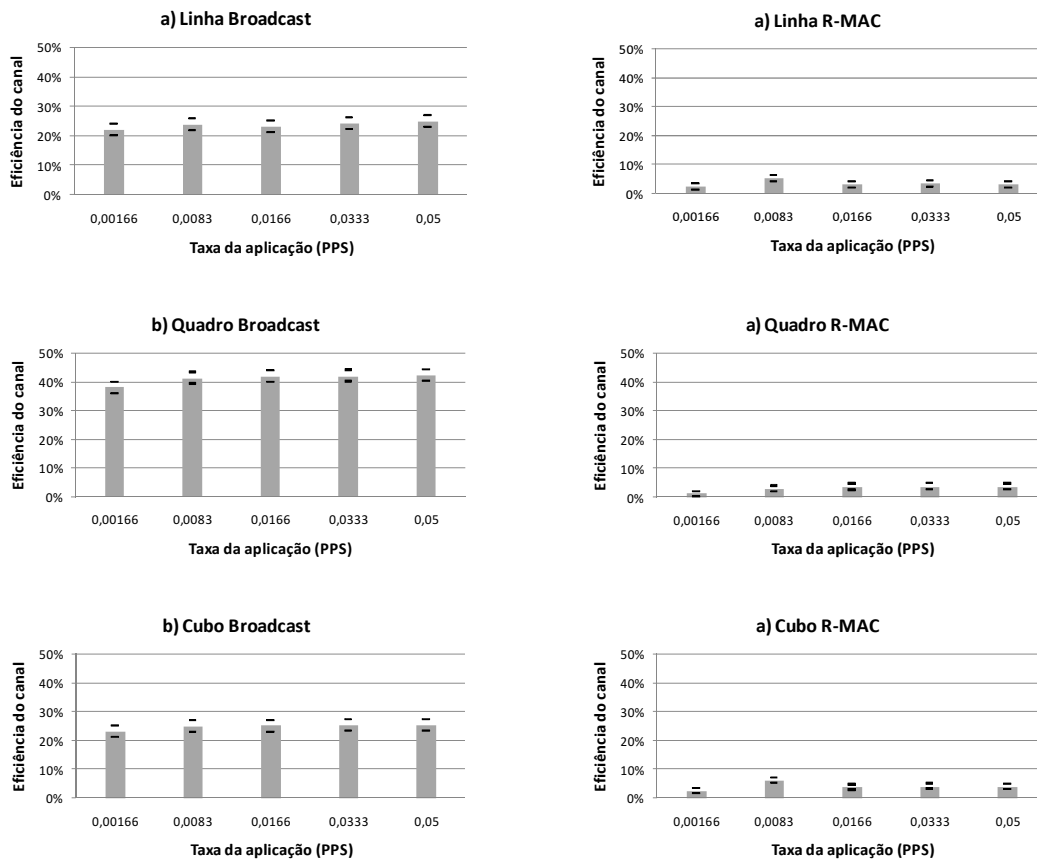 a) Linha Broadcast
Eficiência do canal
50%
40%
30%
20%
10%
0%
0,00166 0,0083 0,0166 0,0333 0,05
Taxa da aplicação (PPS)
a) Linha R-MAC
Eficiência do canal
50%
40%
30%
20%
10%
0%
0,00166 0,0083 0,0166 0,0333 0,05
Taxa da aplicação (PPS)
b) Quadro Broadcast
Eficiência do canal
50%
40%
30%
20%
10%
0%
0,00166 0,0083 0,0166 0,0333 0,05
Taxa da aplicação (PPS)
a) Quadro R-MAC
Eficiência do canal
50%
40%
30%
20%
10%
0%
0,00166 0,0083 0,0166 0,0333 0,05
Taxa da aplicação (PPS)
b) Cubo Broadcast
Eficiência do canal
50%
40%
30%
20%
10%
0%
0,00166 0,0083 0,0166 0,0333 0,05
Taxa da aplicação (PPS)
a) Cubo R-MAC
Eficiência do canal
50%
40%
30%
20%
10%
0%
0,00166 0,0083 0,0166 0,0333 0,05
Taxa da aplicação (PPS)